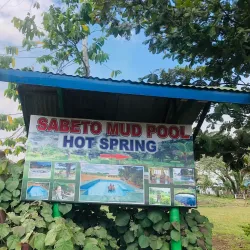 SABETO MUD POOL
HOT SPRING